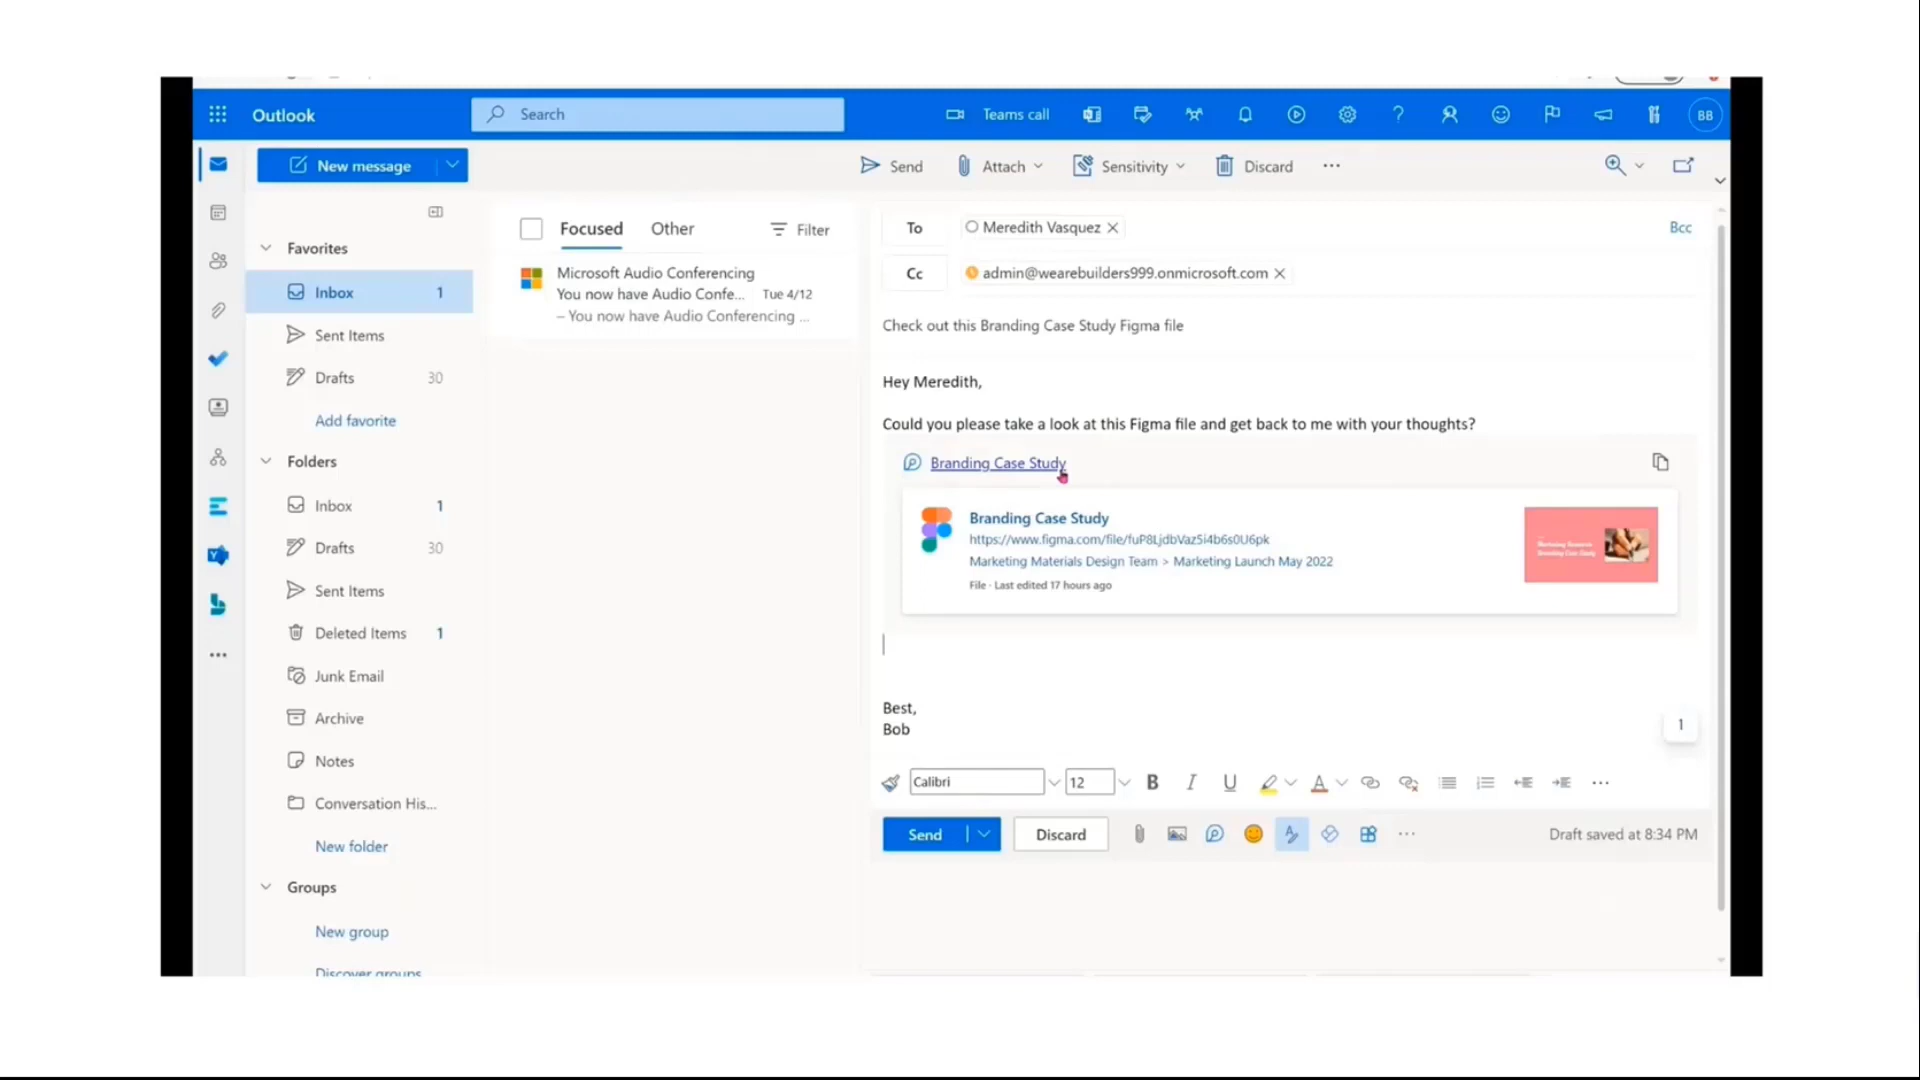 Outlook
Search
Teams call
BB
New message
Send
Attach
Sensitivity
Discard
Favorites
Inbox 1
Sent Items
Drafts 30
Add favorite
Folders
Inbox 1
Drafts 30
Sent Items
Deleted Items 1
Junk Email
Archive
Notes
Conversation His...
New folder
Groups
New group
Discover groups
Focused Other Filter
Microsoft Audio Conferencing
You now have Audio Confe... Tue 4/12
– You now have Audio Conferencing ...
To Meredith Vasquez Bcc
Cc admin@wearebuilders999.onmicrosoft.com
Check out this Branding Case Study Figma file
Hey Meredith,
Could you please take a look at this Figma file and get back to me with your thoughts?
Branding Case Study
Branding Case Study
https://www.figma.com/file/fuP8LjdbVaz5i4b6s0U6pk
Marketing Materials Design Team > Marketing Launch May 2022
File · Last edited 17 hours ago
Best,
Bob
1
Calibri 12 B I U A
Send Discard Draft saved at 8:34 PM